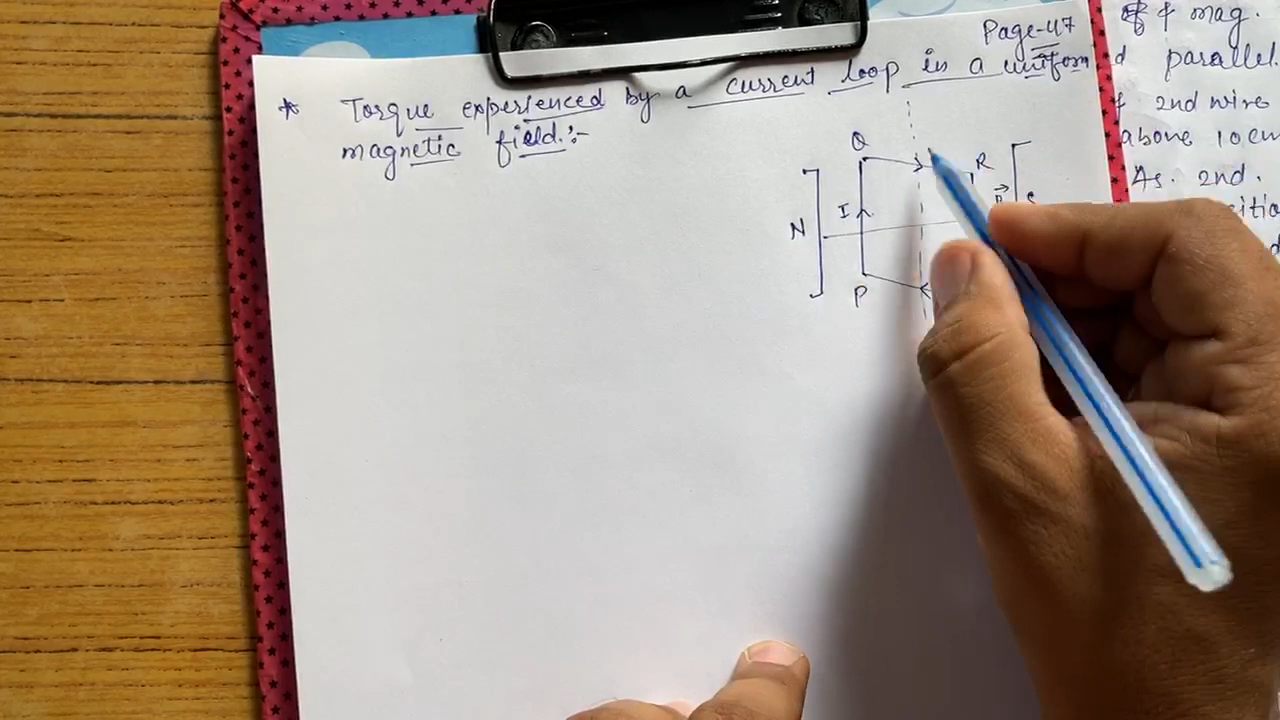 Page-47
* Torque experienced by a current loop in a uniform
magnetic field:-
Q
R
I
N
P
S
& mag.
d parallel.
2nd wire
above 10 cm
As. 2nd.